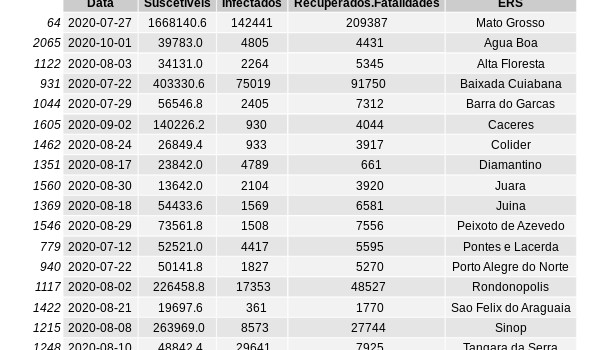 Data Suscetíveis Infectados Recuperados.Fatalidades ERS
64 2020-07-27 1668140.6 142441 209387 Mato Grosso
2065 2020-10-01 39783.0 4805 4431 Agua Boa
1122 2020-08-03 34131.0 2264 5345 Alta Floresta
931 2020-07-22 403330.6 75019 91750 Baixada Cuiabana
1044 2020-07-29 56546.8 2405 7312 Barra do Garcas
1605 2020-09-02 140226.2 930 4044 Caceres
1462 2020-08-24 26849.4 933 3917 Colider
1351 2020-08-17 23842.0 4789 661 Diamantino
1560 2020-08-30 13642.0 2104 3920 Juara
1369 2020-08-18 54433.6 1569 6581 Juina
1546 2020-08-29 73561.8 1508 7556 Peixoto de Azevedo
779 2020-07-12 52521.0 4417 5595 Pontes e Lacerda
940 2020-07-22 50141.8 1827 5270 Porto Alegre do Norte
1117 2020-08-02 226458.8 17353 48527 Rondonopolis
1422 2020-08-21 19697.6 361 1770 Sao Felix do Araguaia
1215 2020-08-08 263969.0 8573 27744 Sinop
1248 2020-08-10 48842.4 29641 7925 Tangara da Serra